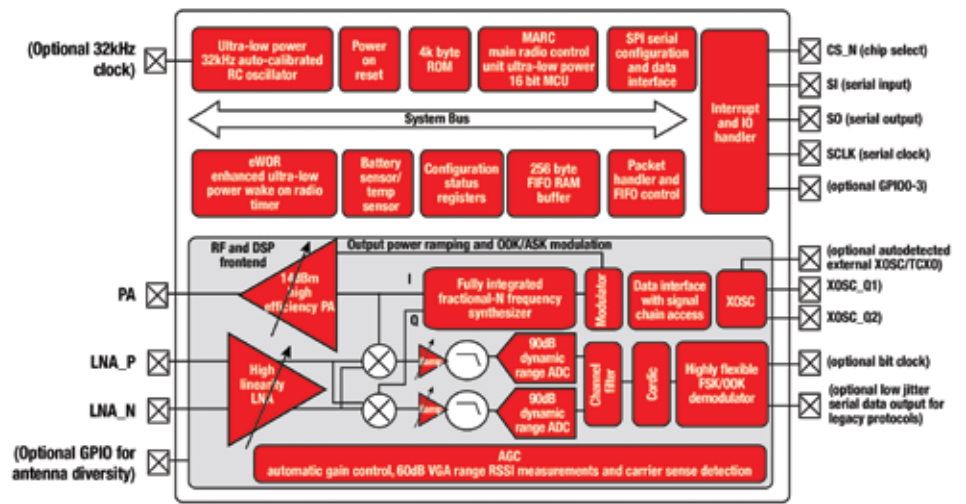 (Optional 32kHz
clock)
Ultra-low power
32kHz auto-calibrated
RC oscillator
Power
on
reset
4k byte
ROM
MARC
main radio control
unit ultra-low power
16 bit MCU
SPI serial
configuration
and data
interface
Interrupt
and IO
handler
CS_N (chip select)
SI (serial input)
SO (serial output)
SCLK (serial clock)
(optional GPIO0-3)
System Bus
eWOR
enhanced ultra-low
power wake on radio
timer
Battery
sensor/
temp
sensor
Configuration
status
registers
256 byte
FIFO RAM
buffer
Packet
handler and
FIFO control
RF and DSP
frontend
Output power ramping and OOK/ASK modulation
PA
14dBm
high
efficiency PA
I
Q
Fully integrated
fractional-N frequency
synthesizer
Modulator
Data interface
with signal
chain access
XOSC
(optional autodetected
external XOSC/TCXO)
XOSC_Q1)
XOSC_Q2)
LNA_P
LNA_N
High
linearity
LNA
ifamp
ifamp
90dB
dynamic
range ADC
90dB
dynamic
range ADC
Channel
filter
Cordic
Highly flexible
FSK/OOK
demodulator
(optional bit clock)
(optional low jitter
serial data output for
legacy protocols)
(Optional GPIO for
antenna diversity)
AGC
automatic gain control, 60dB VGA range RSSI measurements and carrier sense detection